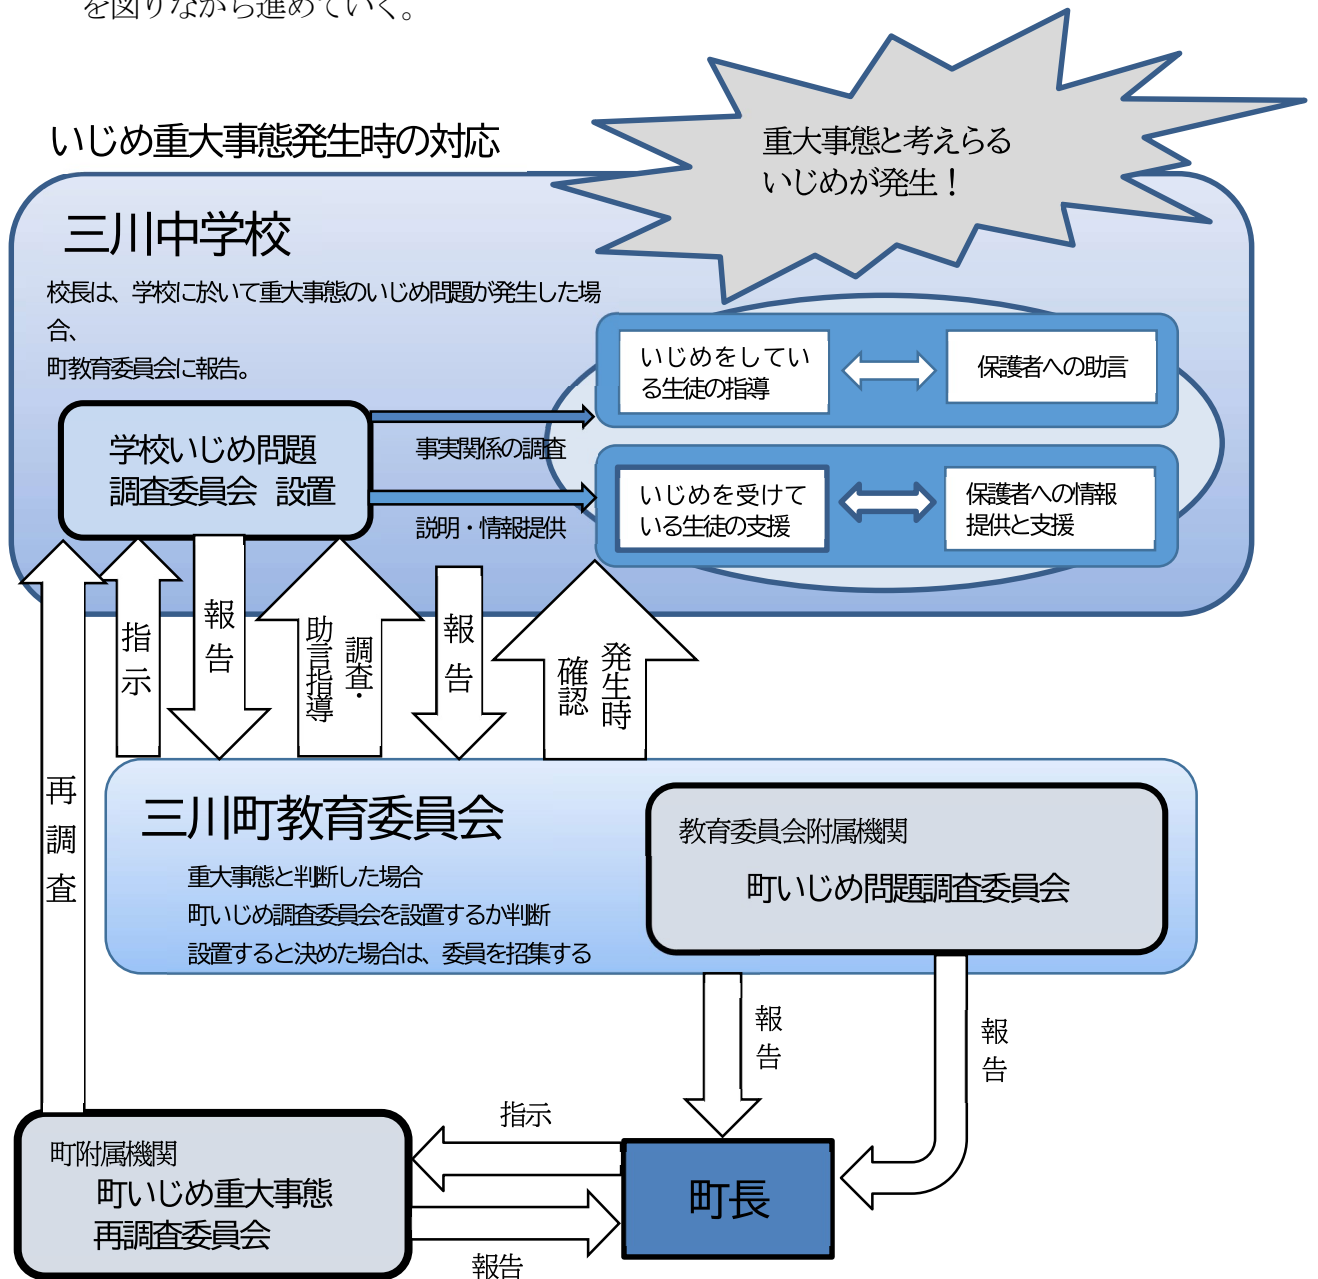 を図りながら進めていく。
いじめ重大事態発生時の対応
重大事態と考えらる
いじめが発生！
三川中学校
校長は、学校に於いて重大事態のいじめ問題が発生した場
合、
町教育委員会に報告。
いじめをしてい
る生徒の指導
保護者への助言
学校いじめ問題
調査委員会 設置
事実関係の調査
説明・情報提供
いじめを受けて
いる生徒の支援
保護者への情報
提供と支援
指示
報告
調査・
助言指導
報告
発生時
確認
再調査
三川町教育委員会
重大事態と判断した場合
町いじめ調査委員会を設置するか判断
設置すると決めた場合は、委員を招集する
教育委員会附属機関
町いじめ問題調査委員会
報告
報告
指示
町附属機関
町いじめ重大事態
再調査委員会
町長
報告